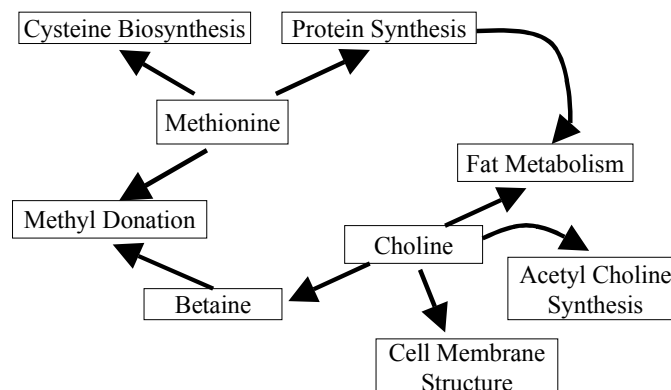 Cysteine Biosynthesis
Protein Synthesis
Methionine
Fat Metabolism
Methyl Donation
Choline
Acetyl Choline
Synthesis
Betaine
Cell Membrane
Structure